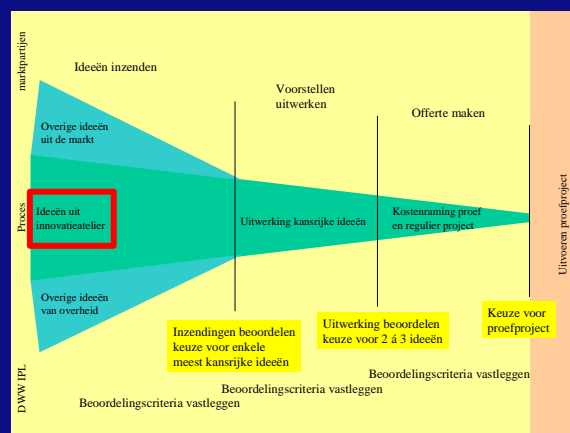 marktpartijen
Ideeën inzenden
Voorstellen
uitwerken
Offerte maken
Overige ideeën
uit de markt
Proces
Ideeën uit
innovatieatelier
Uitwerking kansrijke ideeën
Kostenraming proef
en regulier project
Uitvoeren proefproject
Overige ideeën
van overheid
Inzendingen beoordelen
keuze voor enkele
meest kansrijke ideeën
Uitwerking beoordelen
keuze voor 2 á 3 ideeën
Keuze voor
proefproject
DWW IPL
Beoordelingscriteria vastleggen
Beoordelingscriteria vastleggen
Beoordelingscriteria vastleggen